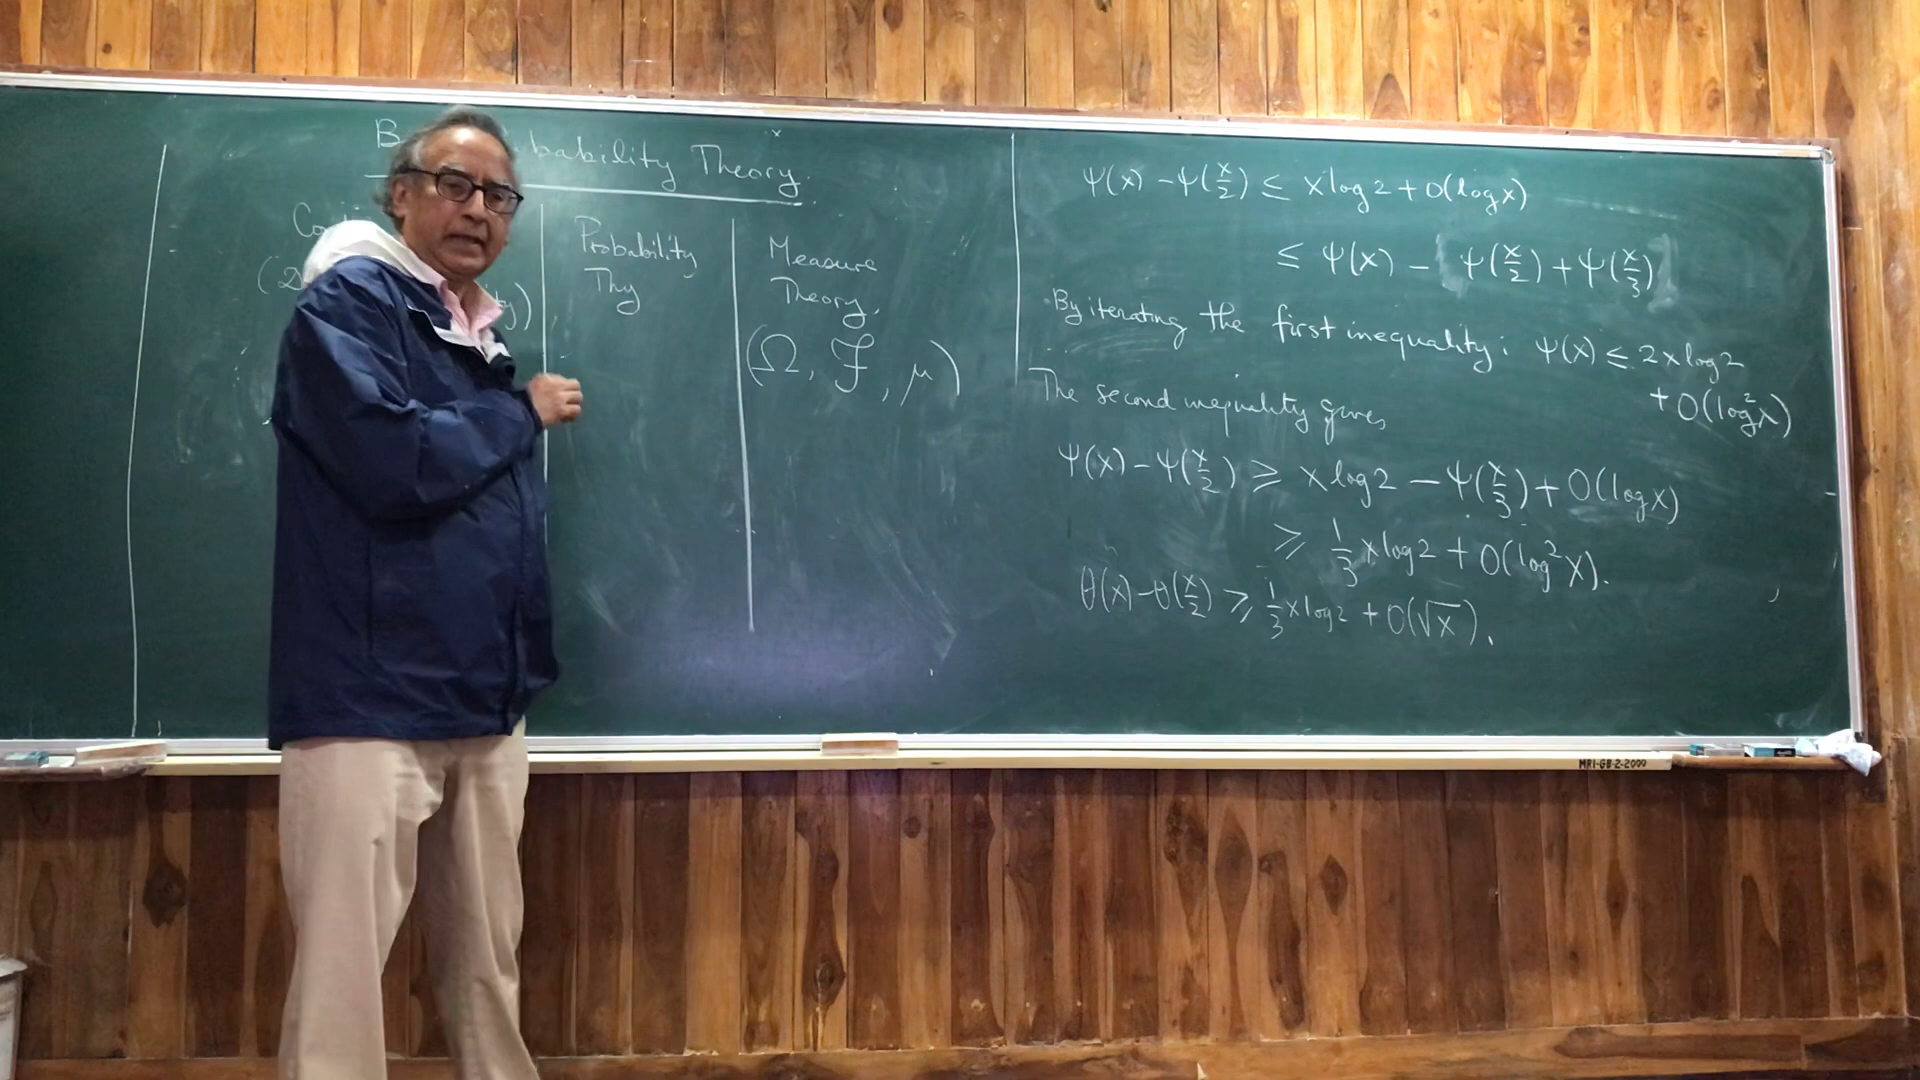 Probability Theory.
Probability
Thy
Measure
Theory.
(Ω, ℱ, μ)
Ψ(x) - Ψ(x/2) ≤ x log 2 + O(log x)
≤ Ψ(x) - Ψ(x/2) + Ψ(x/3)
By iterating the first inequality: Ψ(x) ≤ 2x log 2
+ O(log²x)
The second inequality gives
Ψ(x) - Ψ(x/2) ≥ x log 2 - Ψ(x/3) + O(log x)
≥ 1/3 x log 2 + O(log²x).
θ(x) - θ(x/2) ≥ 1/3 x log 2 + O(√x).
MRI-GB-2-2000